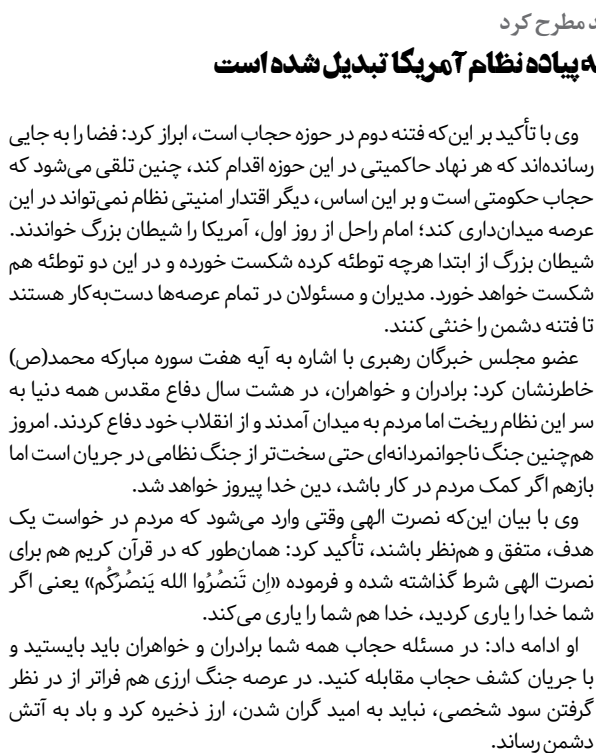 د مطرح کرد
ه پیاده نظام آمریکا تبدیل شده است
وی با تأکید بر این‌که فتنه دوم در حوزه حجاب است، ابراز کرد: فضا را به جایی
رسانده‌اند که هر نهاد حاکمیتی در این حوزه اقدام کند، چنین تلقی می‌شود که
حجاب حکومتی است و بر این اساس، دیگر اقتدار امنیتی نظام نمی‌تواند در این
عرصه میدان‌داری کند؛ امام راحل از روز اول، آمریکا را شیطان بزرگ خواندند.
شیطان بزرگ از ابتدا هرچه توطئه کرده شکست خورده و در این دو توطئه هم
شکست خواهد خورد. مدیران و مسئولان در تمام عرصه‌ها دست‌به‌کار هستند
تا فتنه دشمن را خنثی کنند.
عضو مجلس خبرگان رهبری با اشاره به آیه هفت سوره مبارکه محمد(ص)
خاطرنشان کرد: برادران و خواهران، در هشت سال دفاع مقدس همه دنیا به
سر این نظام ریخت اما مردم به میدان آمدند و از انقلاب خود دفاع کردند. امروز
هم‌چنین جنگ ناجوانمردانه‌ای حتی سخت‌تر از جنگ نظامی در جریان است اما
بازهم اگر کمک مردم در کار باشد، دین خدا پیروز خواهد شد.
وی با بیان این‌که نصرت الهی وقتی وارد می‌شود که مردم در خواست یک
هدف، متفق و هم‌نظر باشند، تأکید کرد: همان‌طور که در قرآن کریم هم برای
نصرت الهی شرط گذاشته شده و فرموده «اِن تَنصُرُوا الله یَنصُرْکُم» یعنی اگر
شما خدا را یاری کردید، خدا هم شما را یاری می‌کند.
او ادامه داد: در مسئله حجاب همه شما برادران و خواهران باید بایستید و
با جریان کشف حجاب مقابله کنید. در عرصه جنگ ارزی هم فراتر از در نظر
گرفتن سود شخصی، نباید به امید گران شدن، ارز ذخیره کرد و باد به آتش
دشمن رساند.